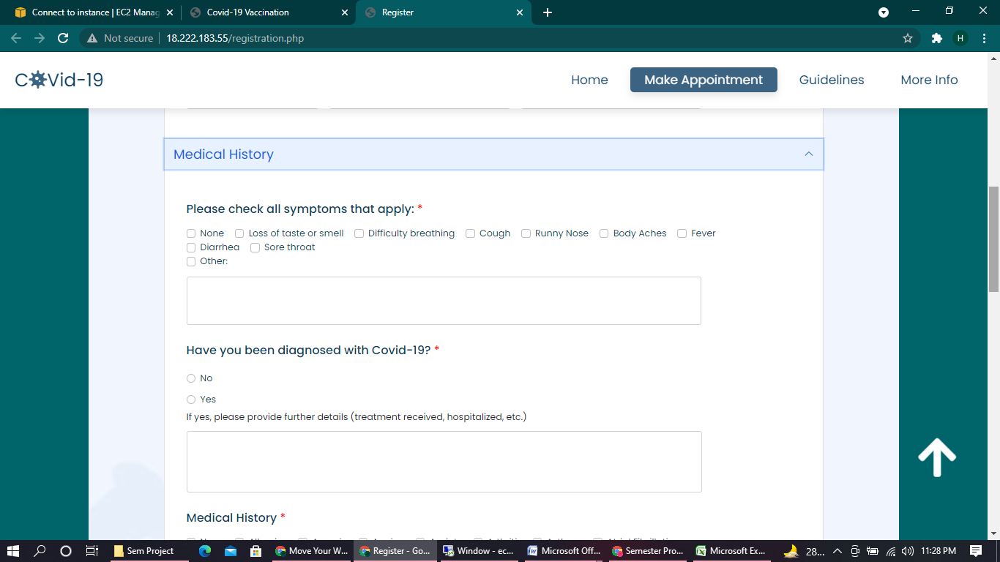 Connect to instance | EC2 Manag
Covid-19 Vaccination
Register
Not secure
18.222.183.55/registration.php
H
C Vid-19
Home
Make Appointment
Guidelines
More Info
Medical History
Please check all symptoms that apply: *
None Loss of taste or smell Difficulty breathing Cough Runny Nose Body Aches Fever
Diarrhea Sore throat
Other:
Have you been diagnosed with Covid-19? *
No
Yes
If yes, please provide further details (treatment received, hospitalized, etc.)
Medical History *
Sem Project
Move Your W...
Register - Go...
Window - ec...
Microsoft Off...
Semester Pro...
Microsoft Ex...
28...
11:28 PM